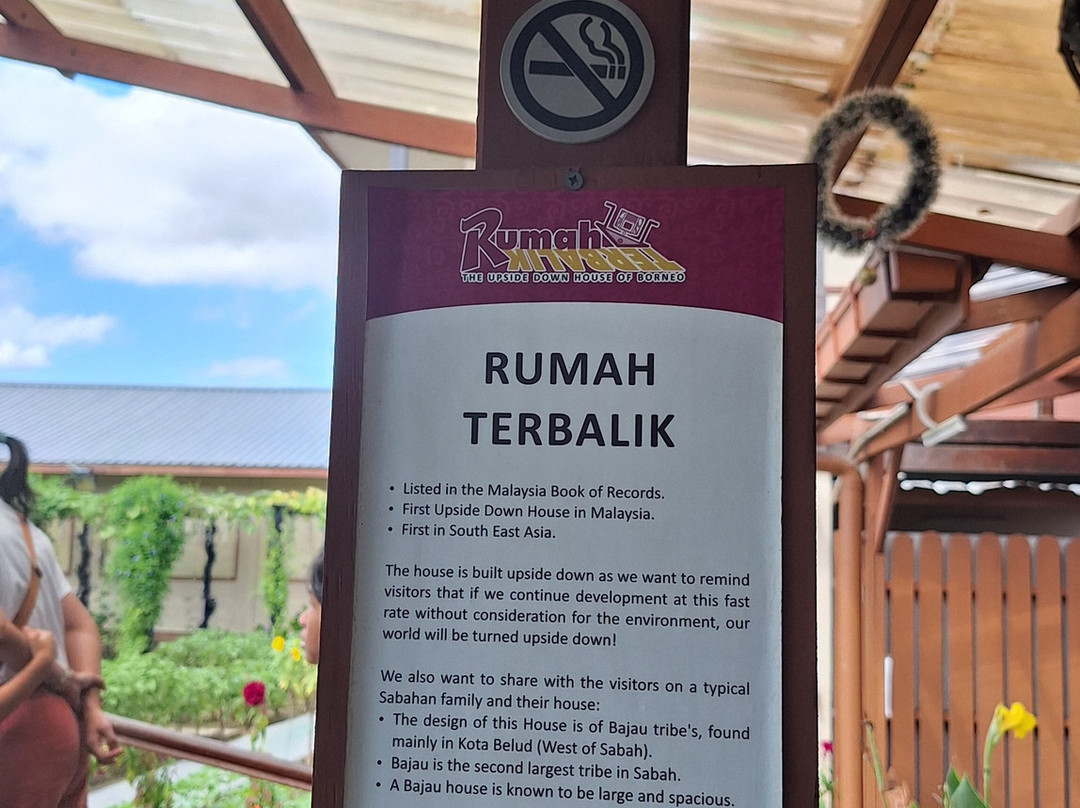 Rumah
TERBALIK
THE UPSIDE DOWN HOUSE OF BORNEO
RUMAH
TERBALIK
• Listed in the Malaysia Book of Records.
• First Upside Down House in Malaysia.
• First in South East Asia.
The house is built upside down as we want to remind
visitors that if we continue development at this fast
rate without consideration for the environment, our
world will be turned upside down!
We also want to share with the visitors on a typical
Sabahan family and their house:
• The design of this House is of Bajau tribe's, found
mainly in Kota Belud (West of Sabah).
• Bajau is the second largest tribe in Sabah.
• A Bajau house is known to be large and spacious.